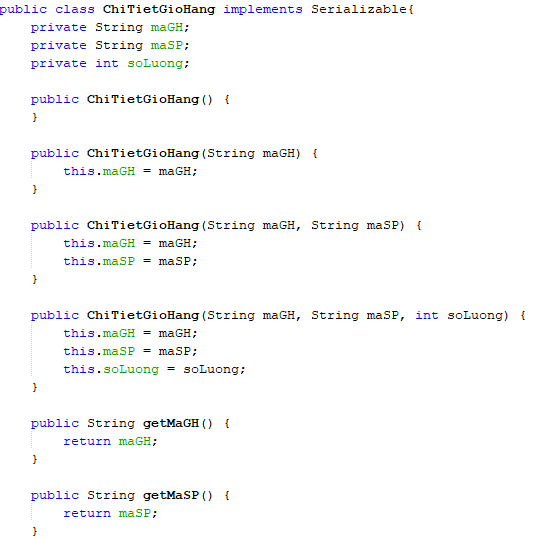 public class ChiTietGioHang implements Serializable{
    private String maGH;
    private String maSP;
    private int soLuong;

    public ChiTietGioHang() {
    }

    public ChiTietGioHang(String maGH) {
        this.maGH = maGH;
    }

    public ChiTietGioHang(String maGH, String maSP) {
        this.maGH = maGH;
        this.maSP = maSP;
    }

    public ChiTietGioHang(String maGH, String maSP, int soLuong) {
        this.maGH = maGH;
        this.maSP = maSP;
        this.soLuong = soLuong;
    }

    public String getMaGH() {
        return maGH;
    }

    public String getMaSP() {
        return maSP;
    }